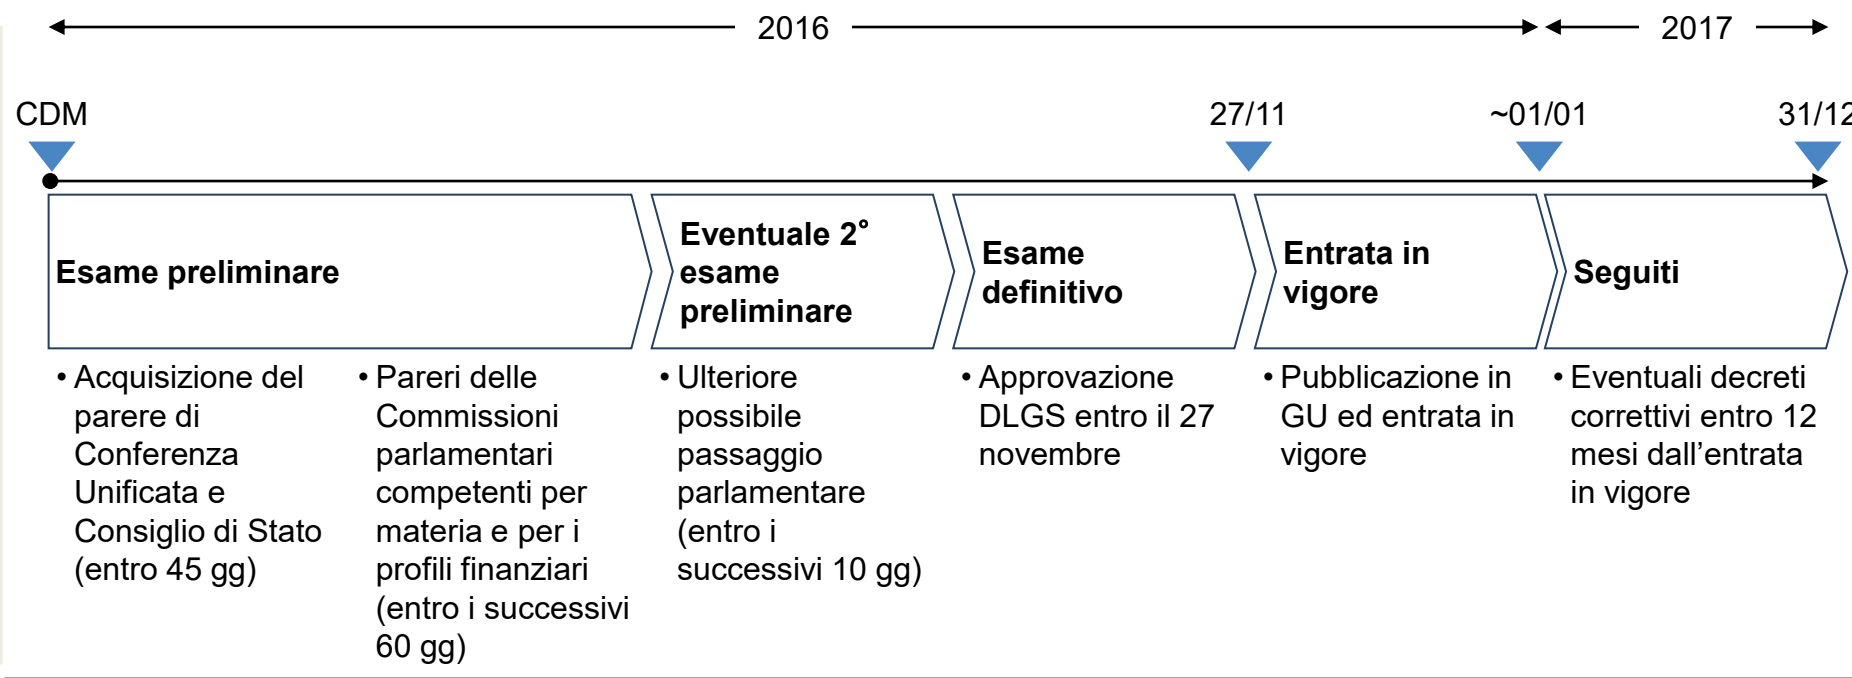 2016
2017
CDM
27/11
~01/01
31/12
Esame preliminare
Eventuale 2°
esame
preliminare
Esame
definitivo
Entrata in
vigore
Seguiti
• Acquisizione del
parere di
Conferenza
Unificata e
Consiglio di Stato
(entro 45 gg)
• Pareri delle
Commissioni
parlamentari
competenti per
materia e per i
profili finanziari
(entro i successivi
60 gg)
• Ulteriore
possibile
passaggio
parlamentare
(entro i
successivi 10 gg)
• Approvazione
DLGS entro il 27
novembre
• Pubblicazione in
GU ed entrata in
vigore
• Eventuali decreti
correttivi entro 12
mesi dall’entrata
in vigore